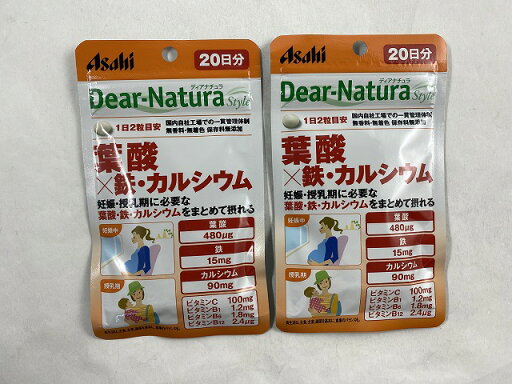 Asahi
20日分
ディアナチュラ
Dear-Natura Style
1日2粒目安
国内自社工場での一貫管理体制
無香料・無着色 保存料無添加
葉酸
×鉄・カルシウム
妊娠・授乳期に必要な
葉酸・鉄・カルシウムをまとめて摂れる
妊娠中
葉酸
480μg
鉄
15mg
授乳期
カルシウム
90mg
ビタミンC 100mg
ビタミンB1 1.2mg
ビタミンB6 1.8mg
ビタミンB12 2.4μg
Asahi
20日分
ディアナチュラ
Dear-Natura Style
1日2粒目安
国内自社工場での一貫管理体制
無香料・無着色 保存料無添加
葉酸
×鉄・カルシウム
妊娠・授乳期に必要な
葉酸・鉄・カルシウムをまとめて摂れる
妊娠中
葉酸
480μg
鉄
15mg
授乳期
カルシウム
90mg
ビタミンC 100mg
ビタミンB1 1.2mg
ビタミンB6 1.8mg
ビタミンB12 2.4μg